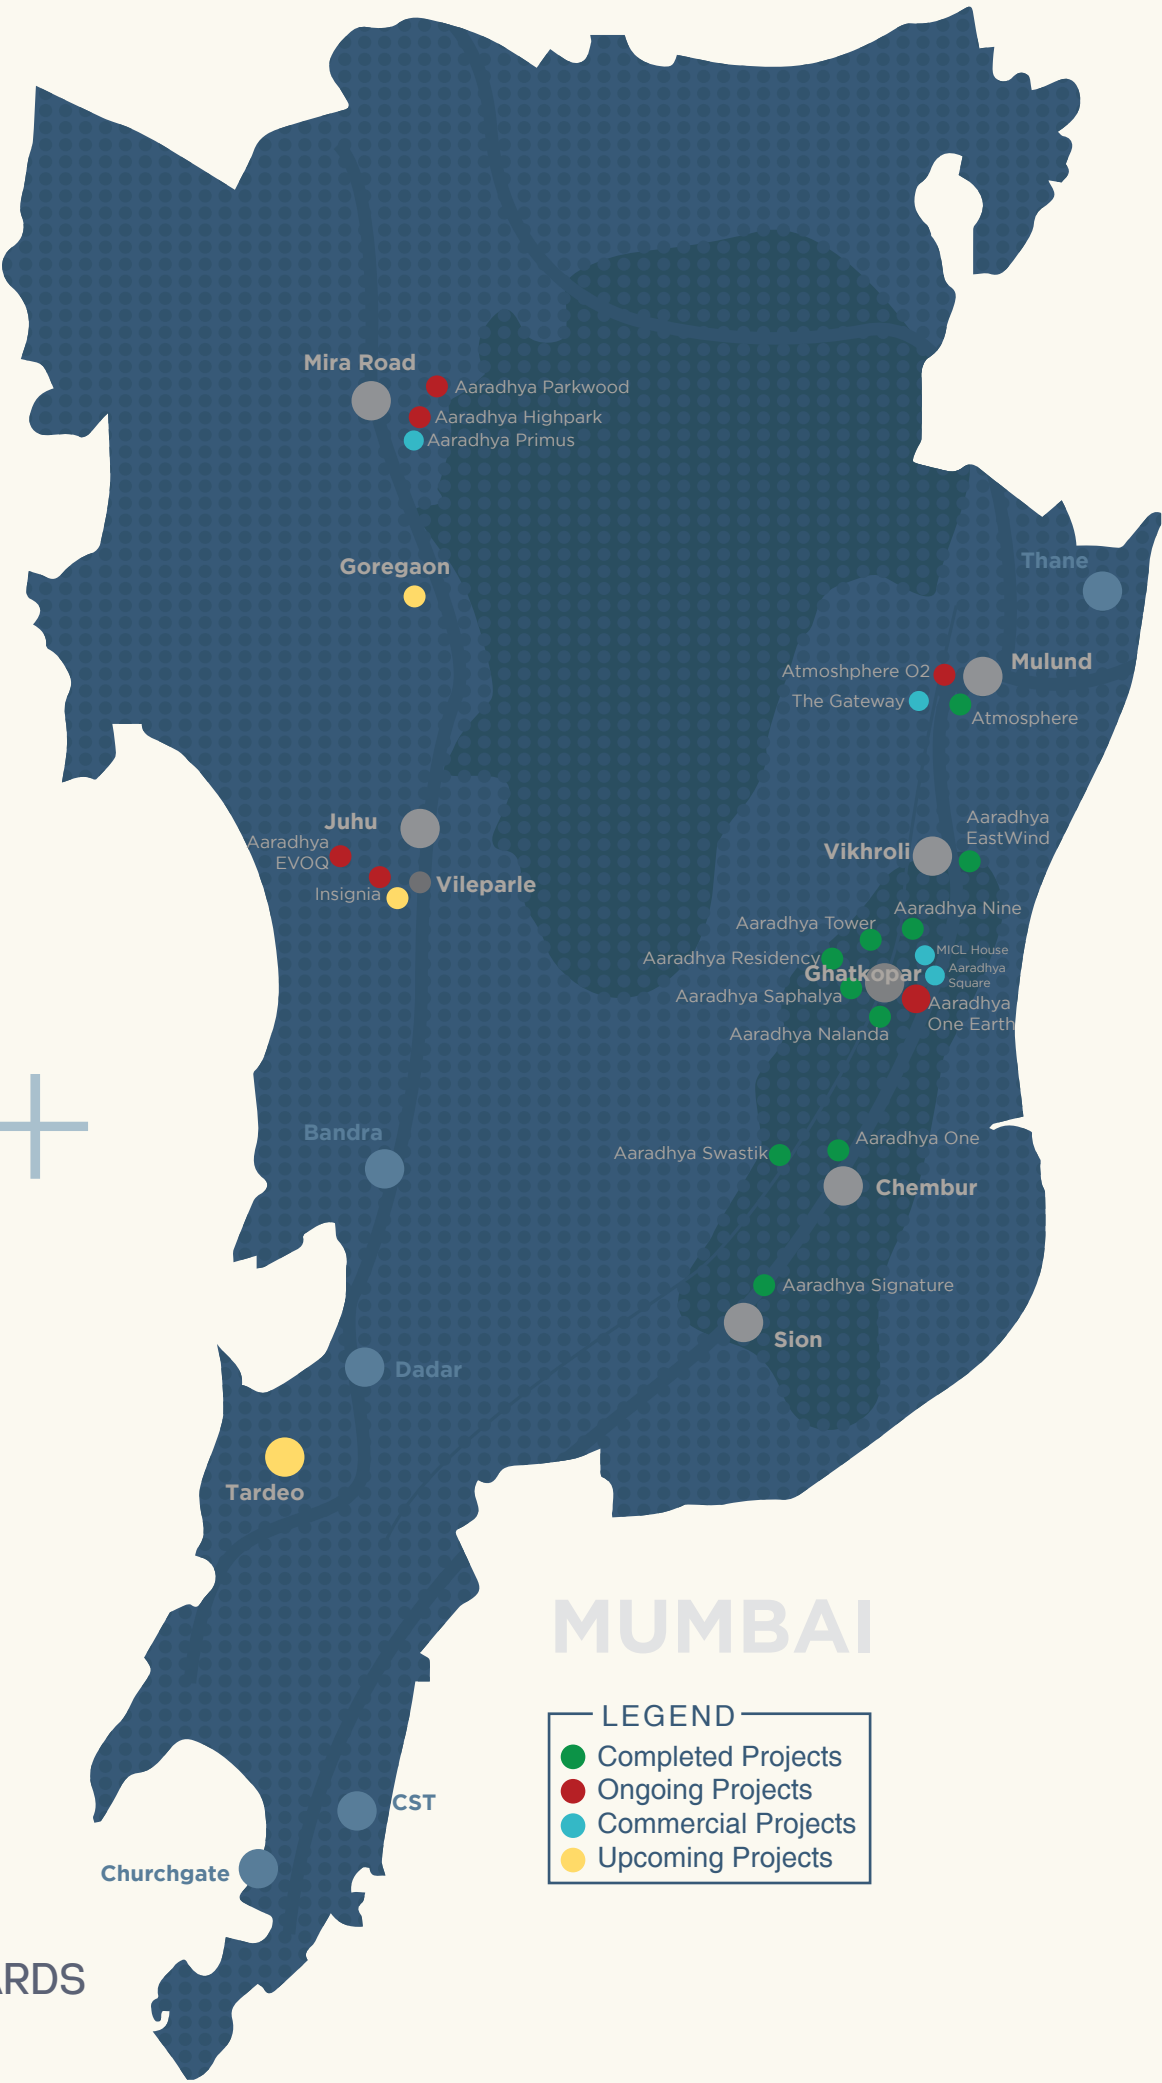 Mira Road
Aaradhya Parkwood
Aaradhya Highpark
Aaradhya Primus
Goregaon
Thane
Mulund
Atmoshphere O2
The Gateway
Atmosphere
Juhu
Aaradhya
EVOQ
Insignia
Vileparle
Aaradhya
EastWind
Vikhroli
Aaradhya Nine
Aaradhya Tower
MICL House
Aaradhya Residency
Aaradhya
Square
Ghatkopar
Aaradhya Saphalya
Aaradhya
One Earth
Aaradhya Nalanda
Bandra
Aaradhya One
Aaradhya Swastik
Chembur
Aaradhya Signature
Sion
Dadar
Tardeo
MUMBAI
LEGEND
Completed Projects
Ongoing Projects
Commercial Projects
Upcoming Projects
CST
Churchgate
RDS